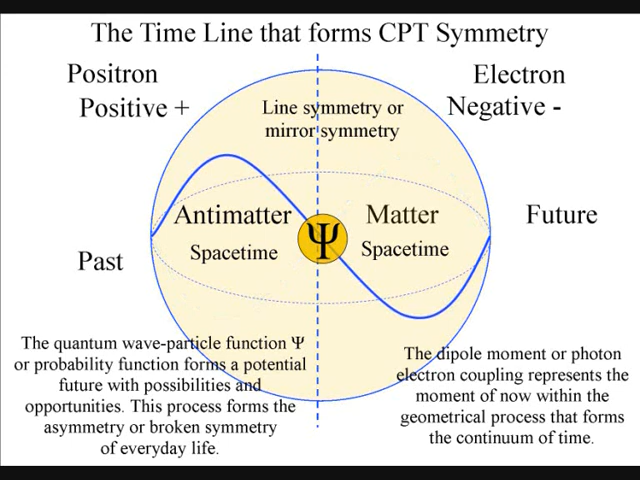 The Time Line that forms CPT Symmetry
Positron
Positive +
Electron
Negative -
Line symmetry or
mirror symmetry
Antimatter
Spacetime
Ψ
Matter
Spacetime
Future
Past
The quantum wave-particle function Ψ
or probability function forms a potential
future with possibilities and
opportunities. This process forms the
asymmetry or broken symmetry
of everyday life.
The dipole moment or photon
electron coupling represents the
moment of now within the
geometrical process that forms
the continuum of time.